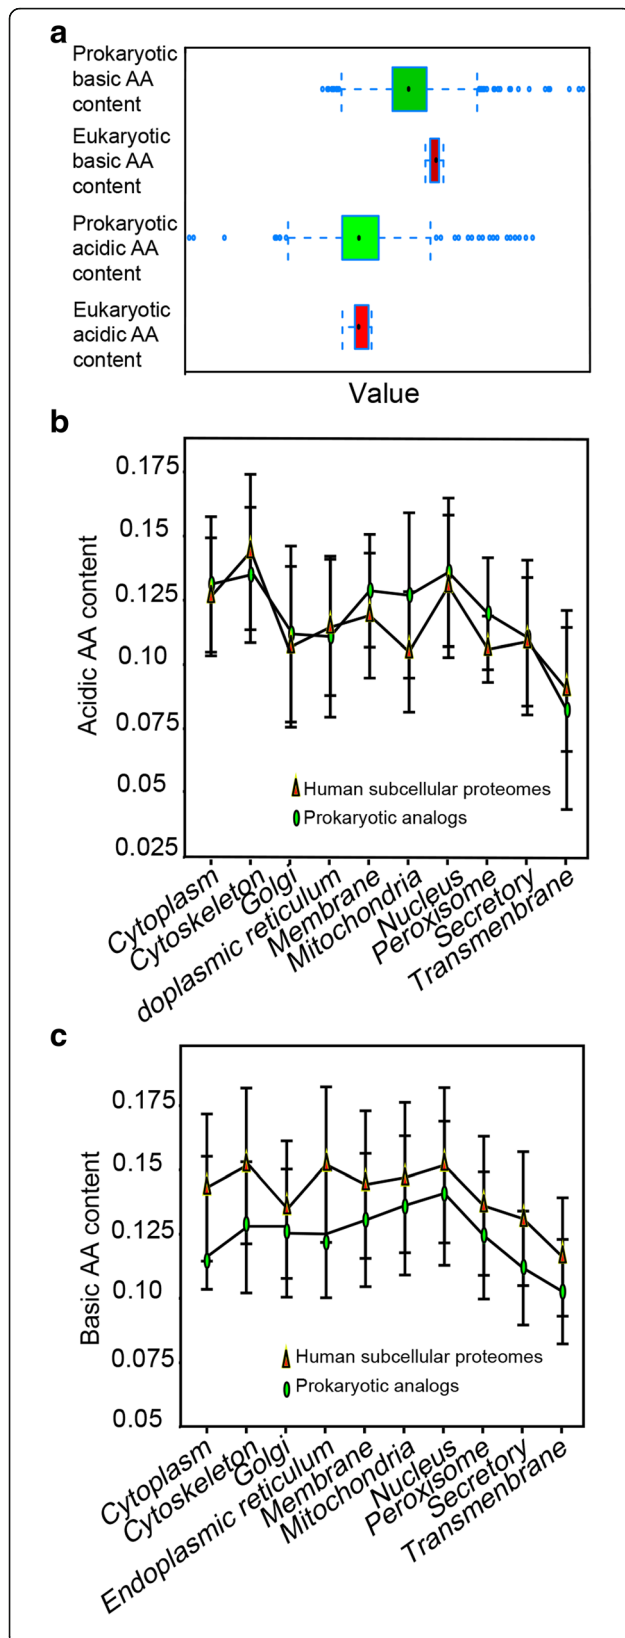 a
Prokaryotic
basic AA
content
Eukaryotic
basic AA
content
Prokaryotic
acidic AA
content
Eukaryotic
acidic AA
content
Value
b
Acidic AA content
0.175
0.15
0.125
0.10
0.075
0.05
0.025
Human subcellular proteomes
Prokaryotic analogs
Cytoplasm
Cytoskeleton
Golgi
doplasmic reticulum
Membrane
Mitochondria
Nucleus
Peroxisome
Secretory
Transmenbrane
c
Basic AA content
0.175
0.15
0.125
0.10
0.075
0.05
Human subcellular proteomes
Prokaryotic analogs
Cytoplasm
Cytoskeleton
Golgi
Endoplasmic reticulum
Membrane
Mitochondria
Nucleus
Peroxisome
Secretory
Transmenbrane